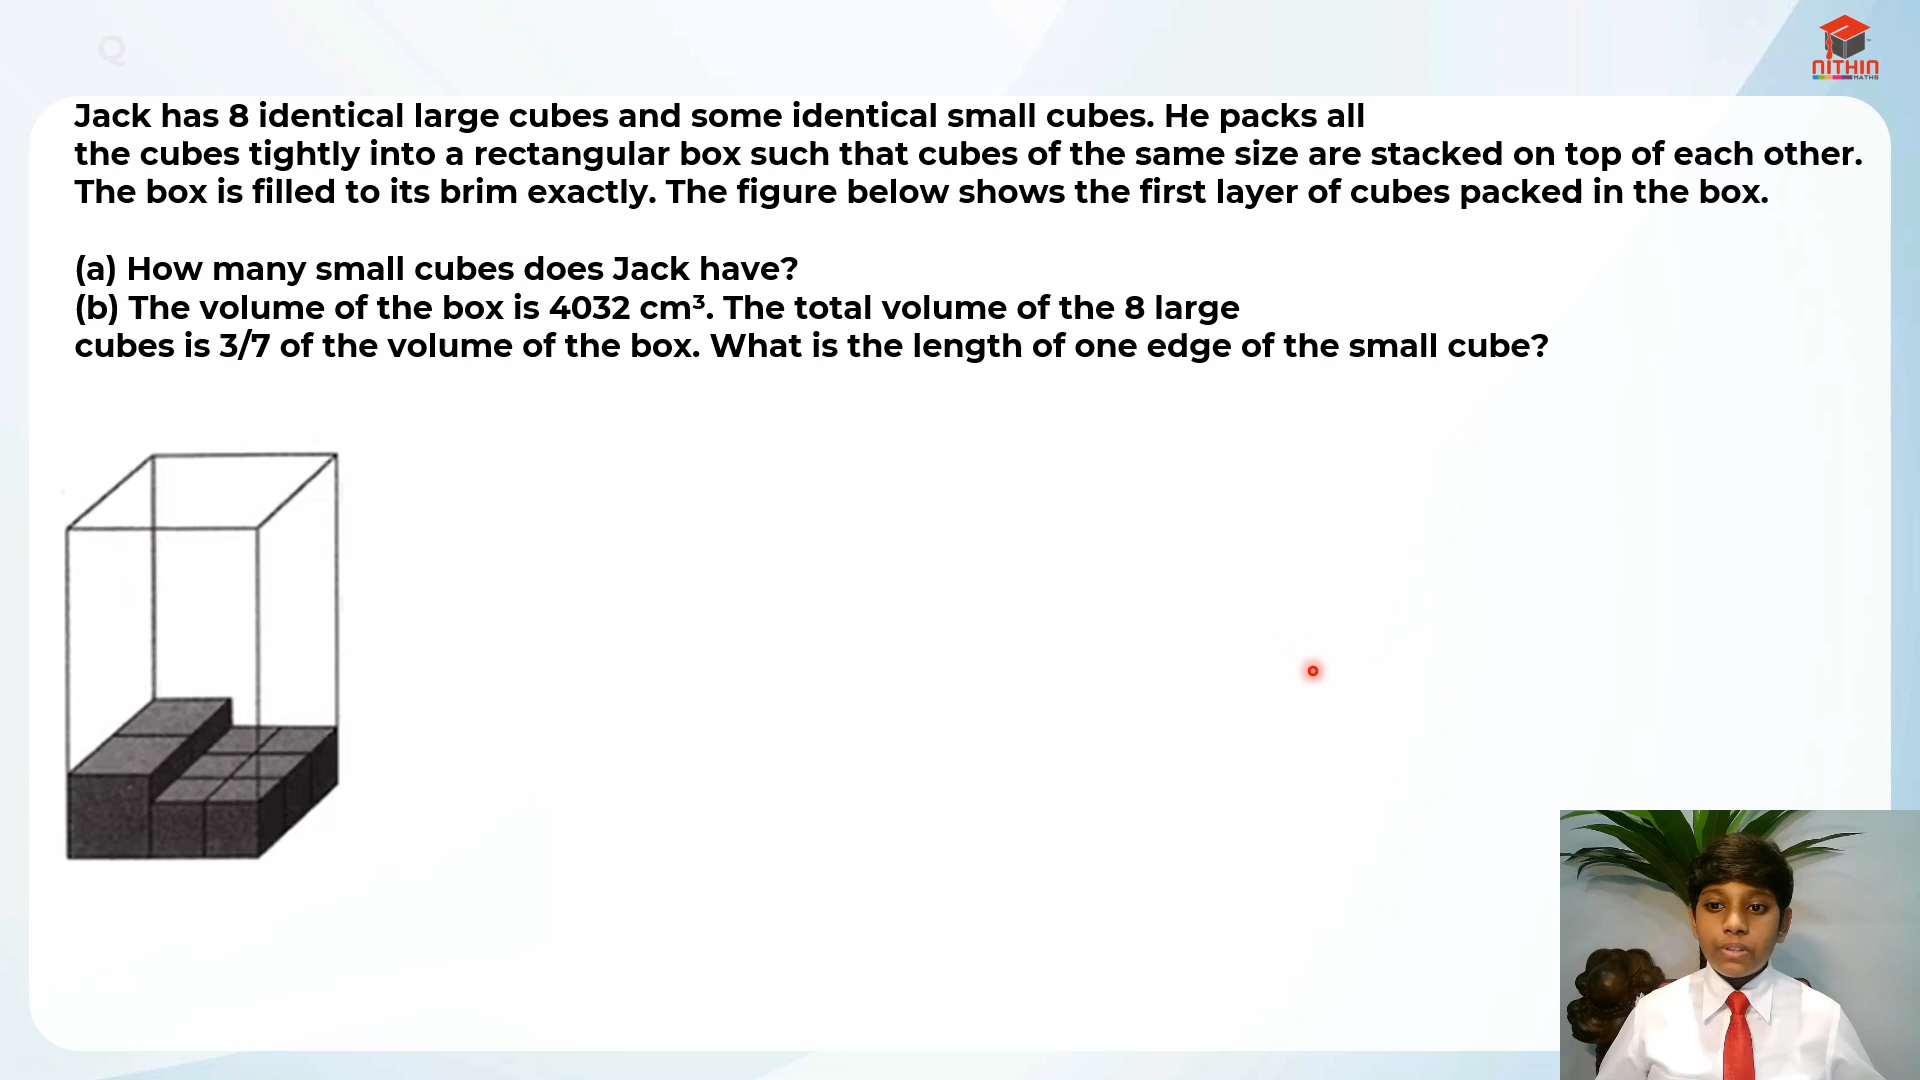 Q
NITHIN
MATHS
Jack has 8 identical large cubes and some identical small cubes. He packs all
the cubes tightly into a rectangular box such that cubes of the same size are stacked on top of each other.
The box is filled to its brim exactly. The figure below shows the first layer of cubes packed in the box.
(a) How many small cubes does Jack have?
(b) The volume of the box is 4032 cm³. The total volume of the 8 large
cubes is 3/7 of the volume of the box. What is the length of one edge of the small cube?